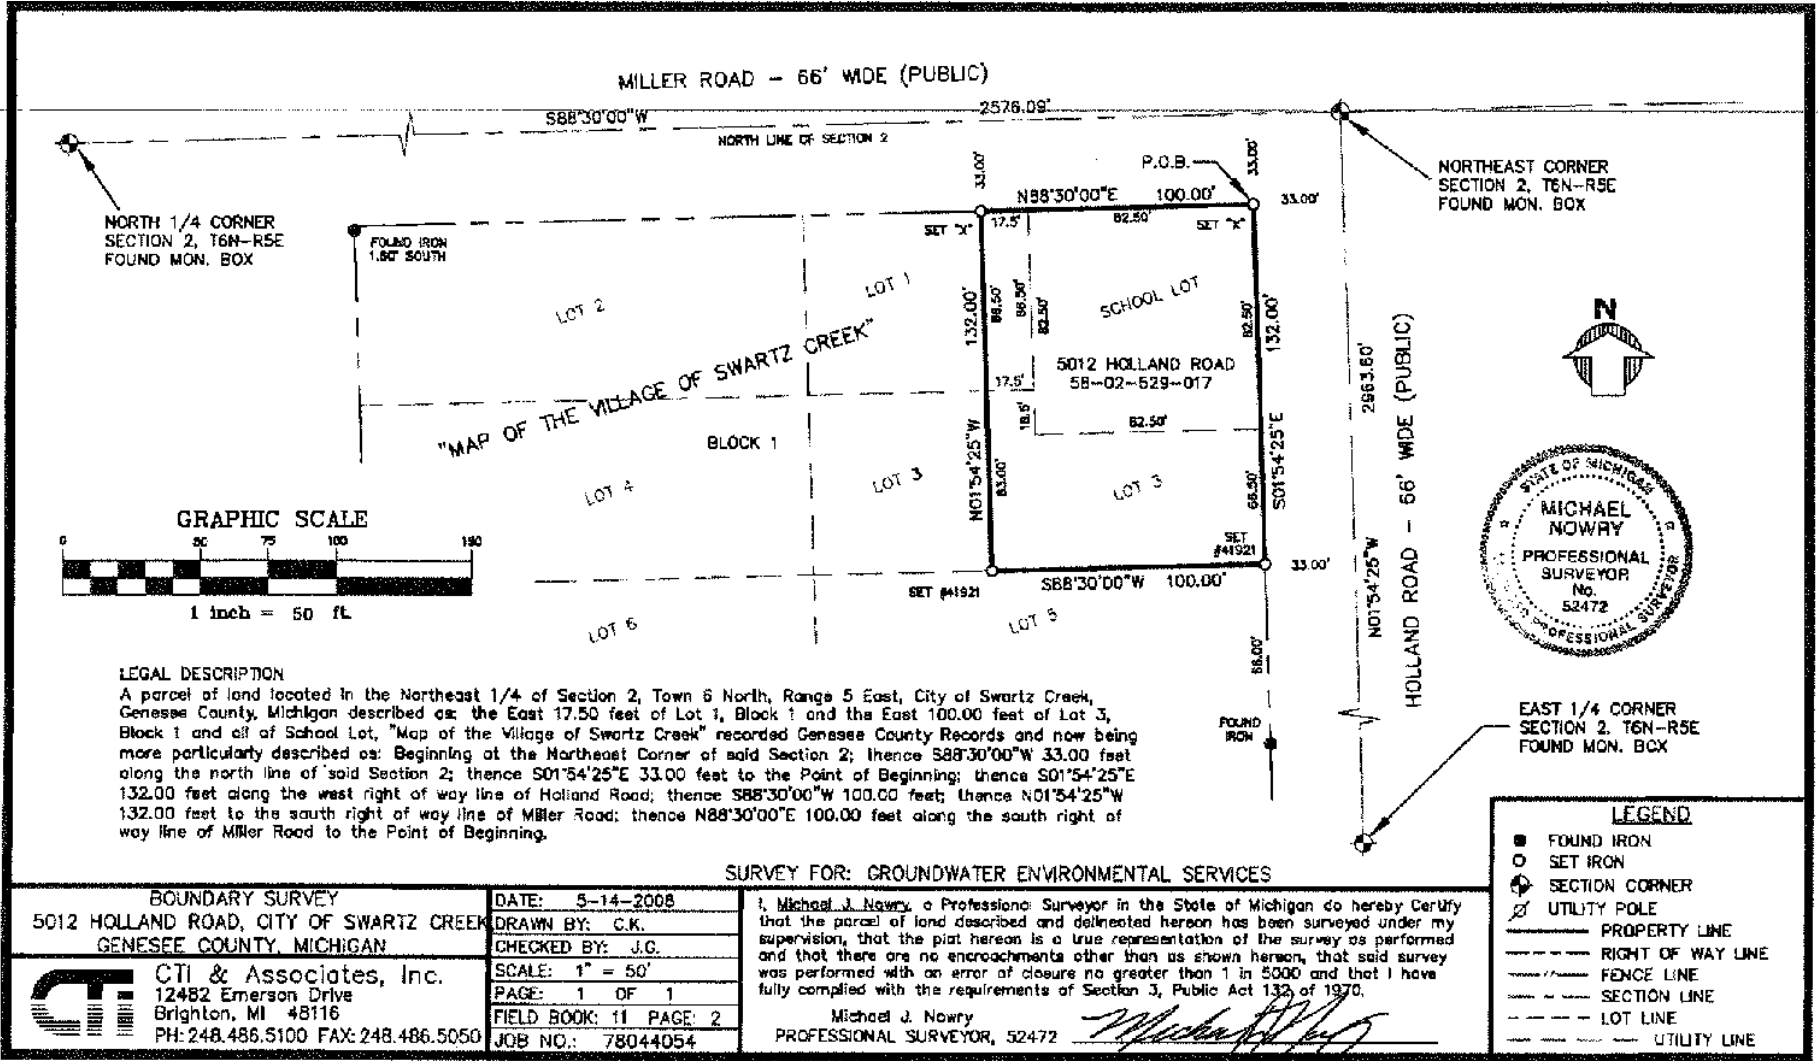 MILLER ROAD - 66' WIDE (PUBLIC)
S88°30'00"W
2576.09'
NORTH LINE OF SECTION 2
NORTH 1/4 CORNER
SECTION 2, T6N-R5E
FOUND MON. BOX
NORTHEAST CORNER
SECTION 2, T6N-R5E
FOUND MON. BOX
P.O.B.
33.00'
33.00'
33.00'
N88°30'00"E 100.00'
17.5'
82.50'
SET "X"
SET "X"
FOUND IRON
LOT 2
LOT 1
SCHOOL LOT
132.00'
66.50'
66.50'
82.50'
82.50'
132.00'
5012 HOLLAND ROAD
58-02-529-017
17.5'
82.50'
"MAP OF THE VILLAGE OF SWARTZ CREEK"
BLOCK 1
LOT 4
LOT 3
LOT 3
N01°54'25"W
S01°54'25"E
SET
#41921
33.00'
SET #41921
S88°30'00"W 100.00'
LOT 6
LOT 5
66.00'
FOUND
IRON
N01°54'25"W
HOLLAND ROAD - 66' WIDE (PUBLIC)
N
STATE OF MICHIGAN
MICHAEL
NOWRY
PROFESSIONAL
SURVEYOR
No.
52472
PROFESSIONAL SURVEYOR
GRAPHIC SCALE
0 50 75 100 150
1 inch = 50 ft.
EAST 1/4 CORNER
SECTION 2, T6N-R5E
FOUND MON. BOX
LEGAL DESCRIPTION
A parcel of land located in the Northeast 1/4 of Section 2, Town 6 North, Range 5 East, City of Swartz Creek,
Genesee County, Michigan described as: the East 17.50 feet of Lot 1, Block 1 and the East 100.00 feet of Lot 3,
Block 1 and all of School Lot, "Map of the Village of Swartz Creek" recorded Genesee County Records and now being
more particularly described as: Beginning at the Northeast Corner of said Section 2; thence S88°30'00"W 33.00 feet
along the north line of said Section 2; thence S01°54'25"E 33.00 feet to the Point of Beginning; thence S01°54'25"E
132.00 feet along the west right of way line of Holland Road; thence S88°30'00"W 100.00 feet; thence N01°54'25"W
132.00 feet to the south right of way line of Miller Road; thence N88°30'00"E 100.00 feet along the south right of
way line of Miller Road to the Point of Beginning.
SURVEY FOR: GROUNDWATER ENVIRONMENTAL SERVICES
LEGEND
FOUND IRON
SET IRON
SECTION CORNER
UTILITY POLE
PROPERTY LINE
RIGHT OF WAY LINE
FENCE LINE
SECTION LINE
LOT LINE
UTILITY LINE
BOUNDARY SURVEY
5012 HOLLAND ROAD, CITY OF SWARTZ CREEK
GENESEE COUNTY, MICHIGAN
CTI
CTI & Associates, Inc.
12482 Emerson Drive
Brighton, MI 48116
PH: 248.486.5100 FAX: 248.486.5050
DATE: 5-14-2008
DRAWN BY: C.K.
CHECKED BY: J.G.
SCALE: 1" = 50'
PAGE: 1 OF 1
FIELD BOOK: 11 PAGE: 2
JOB NO.: 78044054
I, Michael J. Nowry, a Professional Surveyor in the State of Michigan do hereby Certify
that the parcel of land described and delineated hereon has been surveyed under my
supervision, that the plat hereon is a true representation of the survey as performed
and that there are no encroachments other than as shown hereon, that said survey
was performed with an error of closure no greater than 1 in 5000 and that I have
fully complied with the requirements of Section 3, Public Act 132 of 1970.
Michael J. Nowry
PROFESSIONAL SURVEYOR, 52472